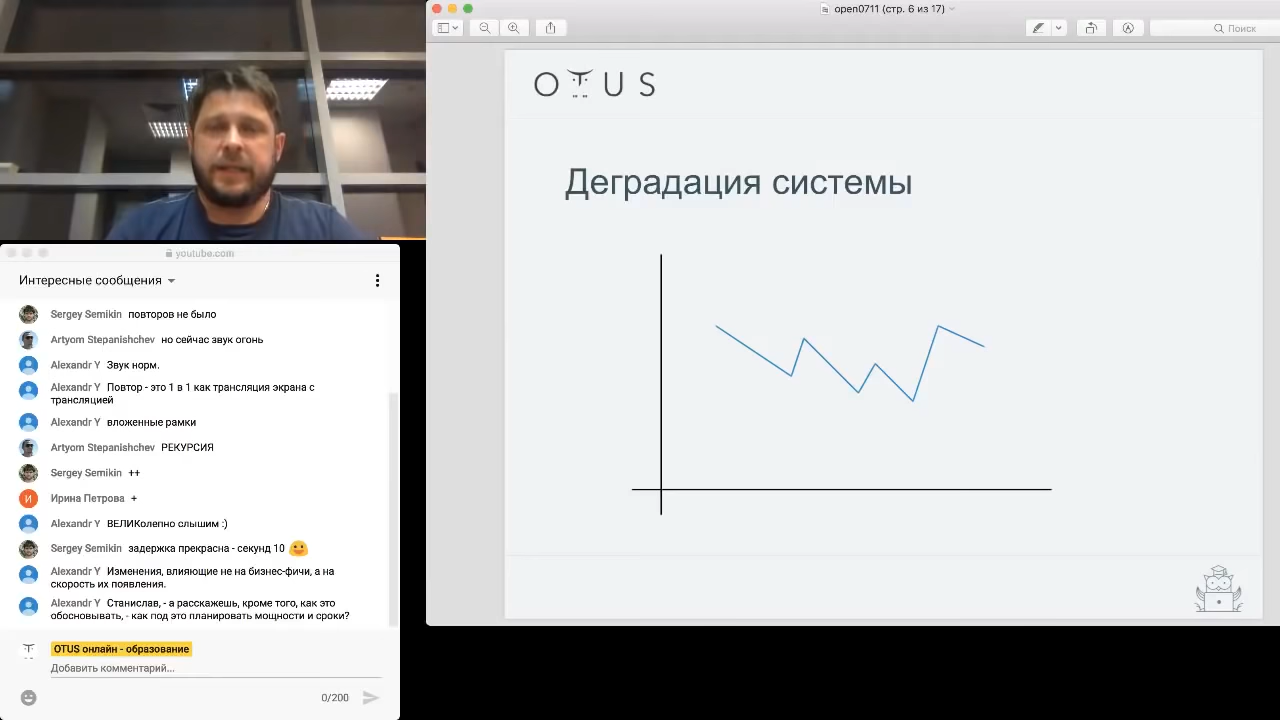 open0711 (стр. 6 из 17)
Поиск
OTUS
Деградация системы
youtube.com
Интересные сообщения
Sergey Semikin повторов не было
Artyom Stepanishchev но сейчас звук огонь
Alexandr Y Звук норм.
Alexandr Y Повтор - это 1 в 1 как трансляция экрана с
трансляцией
Alexandr Y вложенные рамки
Artyom Stepanishchev РЕКУРСИЯ
Sergey Semikin ++
И
Ирина Петрова +
Alexandr Y ВЕЛИКолепно слышим :)
Sergey Semikin задержка прекрасна - секунд 10
Alexandr Y Изменения, влияющие не на бизнес-фичи, а на
скорость их появления.
Alexandr Y Станислав, - а расскажешь, кроме того, как это
обосновывать, - как под это планировать мощности и сроки?
OTUS онлайн - образование
Добавить комментарий...
0/200